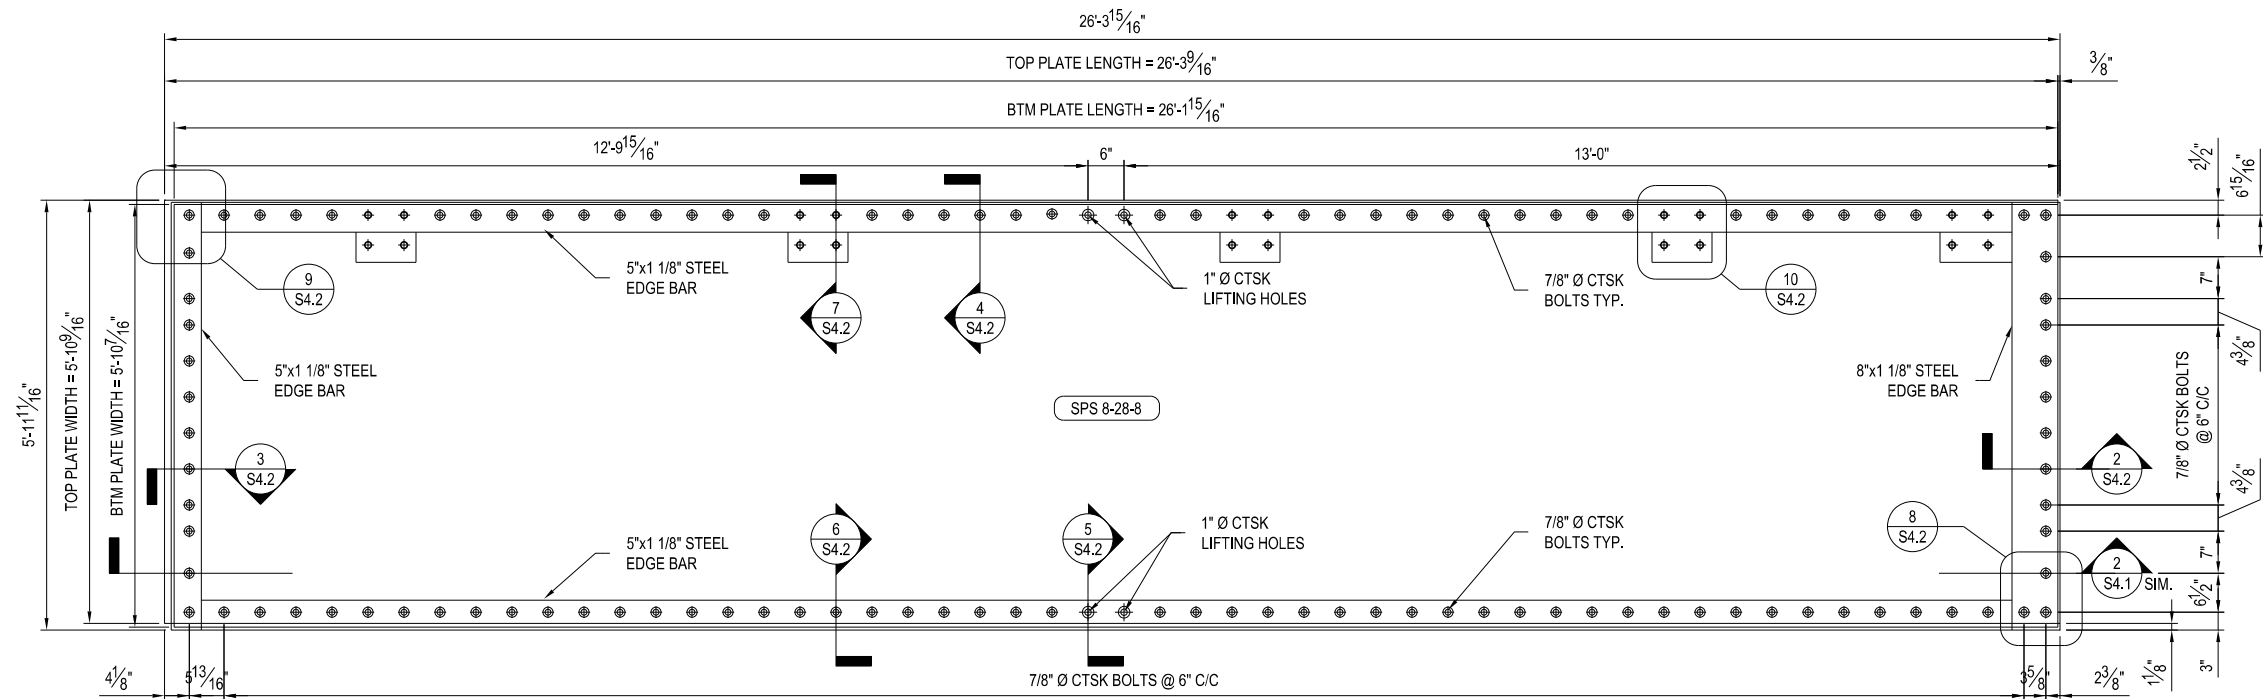 26'-3 15/16"
TOP PLATE LENGTH = 26'-3 9/16"
3/8"
BTM PLATE LENGTH = 26'-1 15/16"
12'-9 15/16"
6"
13'-0"
2 1/2"
6 15/16"
9
S4.2
5"x1 1/8" STEEL
EDGE BAR
7
S4.2
4
S4.2
1" Ø CTSK
LIFTING HOLES
7/8" Ø CTSK
BOLTS TYP.
10
S4.2
7"
4 3/8"
5'-11 11/16"
TOP PLATE WIDTH = 5'-10 9/16"
BTM PLATE WIDTH = 5'-10 7/16"
5"x1 1/8" STEEL
EDGE BAR
SPS 8-28-8
8"x1 1/8" STEEL
EDGE BAR
7/8" Ø CTSK BOLTS
@ 6" C/C
3
S4.2
2
S4.2
4 3/8"
5"x1 1/8" STEEL
EDGE BAR
6
S4.2
5
S4.2
1" Ø CTSK
LIFTING HOLES
7/8" Ø CTSK
BOLTS TYP.
8
S4.2
7"
2
S4.1
SIM.
6 1/2"
4 1/8"
5 13/16"
7/8" Ø CTSK BOLTS @ 6" C/C
3 5/8"
2 3/8"
1 1/8"
3"